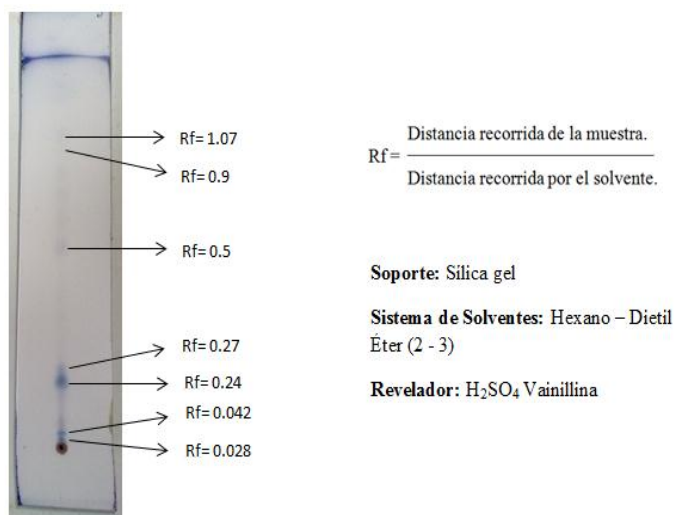 Rf= 1.07
Rf= 0.9
Rf= 0.5
Rf= 0.27
Rf= 0.24
Rf= 0.042
Rf= 0.028
Distancia recorrida de la muestra.
Rf=
Distancia recorrida por el solvente.
Soporte: Sílica gel
Sistema de Solventes: Hexano – Dietil
Éter (2 - 3)
Revelador: H₂SO₄ Vainillina